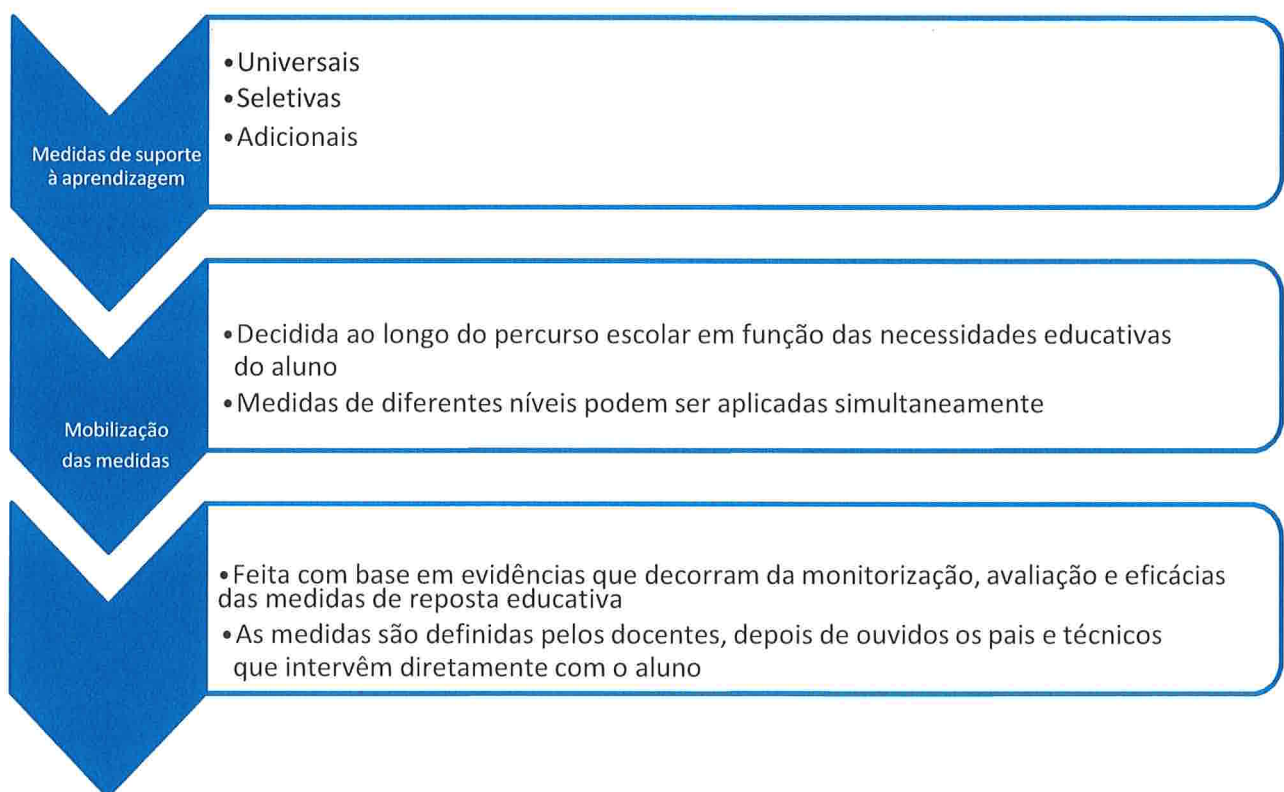 Medidas de suporte
à aprendizagem
•Universais
•Seletivas
•Adicionais
Mobilização
das medidas
•Decidida ao longo do percurso escolar em função das necessidades educativas
do aluno
•Medidas de diferentes níveis podem ser aplicadas simultaneamente
•Feita com base em evidências que decorram da monitorização, avaliação e eficácias
das medidas de reposta educativa
•As medidas são definidas pelos docentes, depois de ouvidos os pais e técnicos
que intervêm diretamente com o aluno